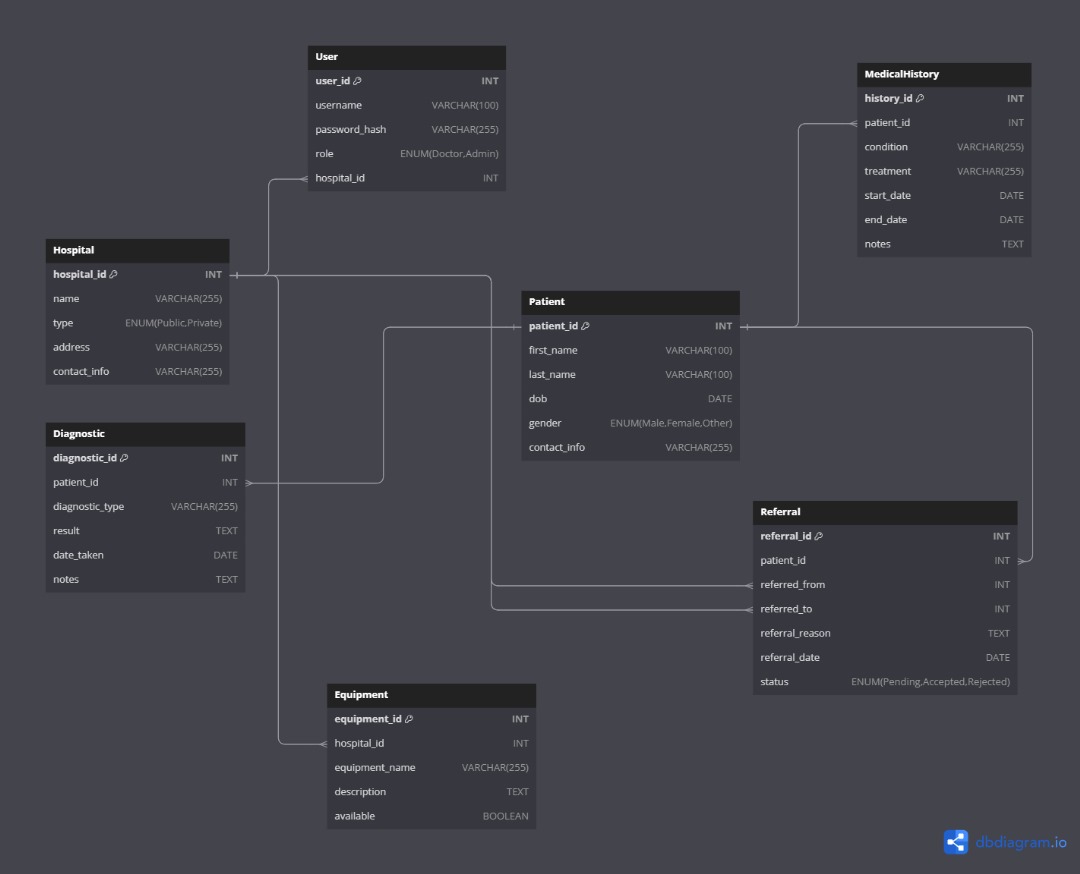 User
user_id INT
username VARCHAR(100)
password_hash VARCHAR(255)
role ENUM(Doctor,Admin)
hospital_id INT
MedicalHistory
history_id INT
patient_id INT
condition VARCHAR(255)
treatment VARCHAR(255)
start_date DATE
end_date DATE
notes TEXT
Hospital
hospital_id INT
name VARCHAR(255)
type ENUM(Public,Private)
address VARCHAR(255)
contact_info VARCHAR(255)
Patient
patient_id INT
first_name VARCHAR(100)
last_name VARCHAR(100)
dob DATE
gender ENUM(Male,Female,Other)
contact_info VARCHAR(255)
Diagnostic
diagnostic_id INT
patient_id INT
diagnostic_type VARCHAR(255)
result TEXT
date_taken DATE
notes TEXT
Referral
referral_id INT
patient_id INT
referred_from INT
referred_to INT
referral_reason TEXT
referral_date DATE
status ENUM(Pending,Accepted,Rejected)
Equipment
equipment_id INT
hospital_id INT
equipment_name VARCHAR(255)
description TEXT
available BOOLEAN
dbdiagram.io